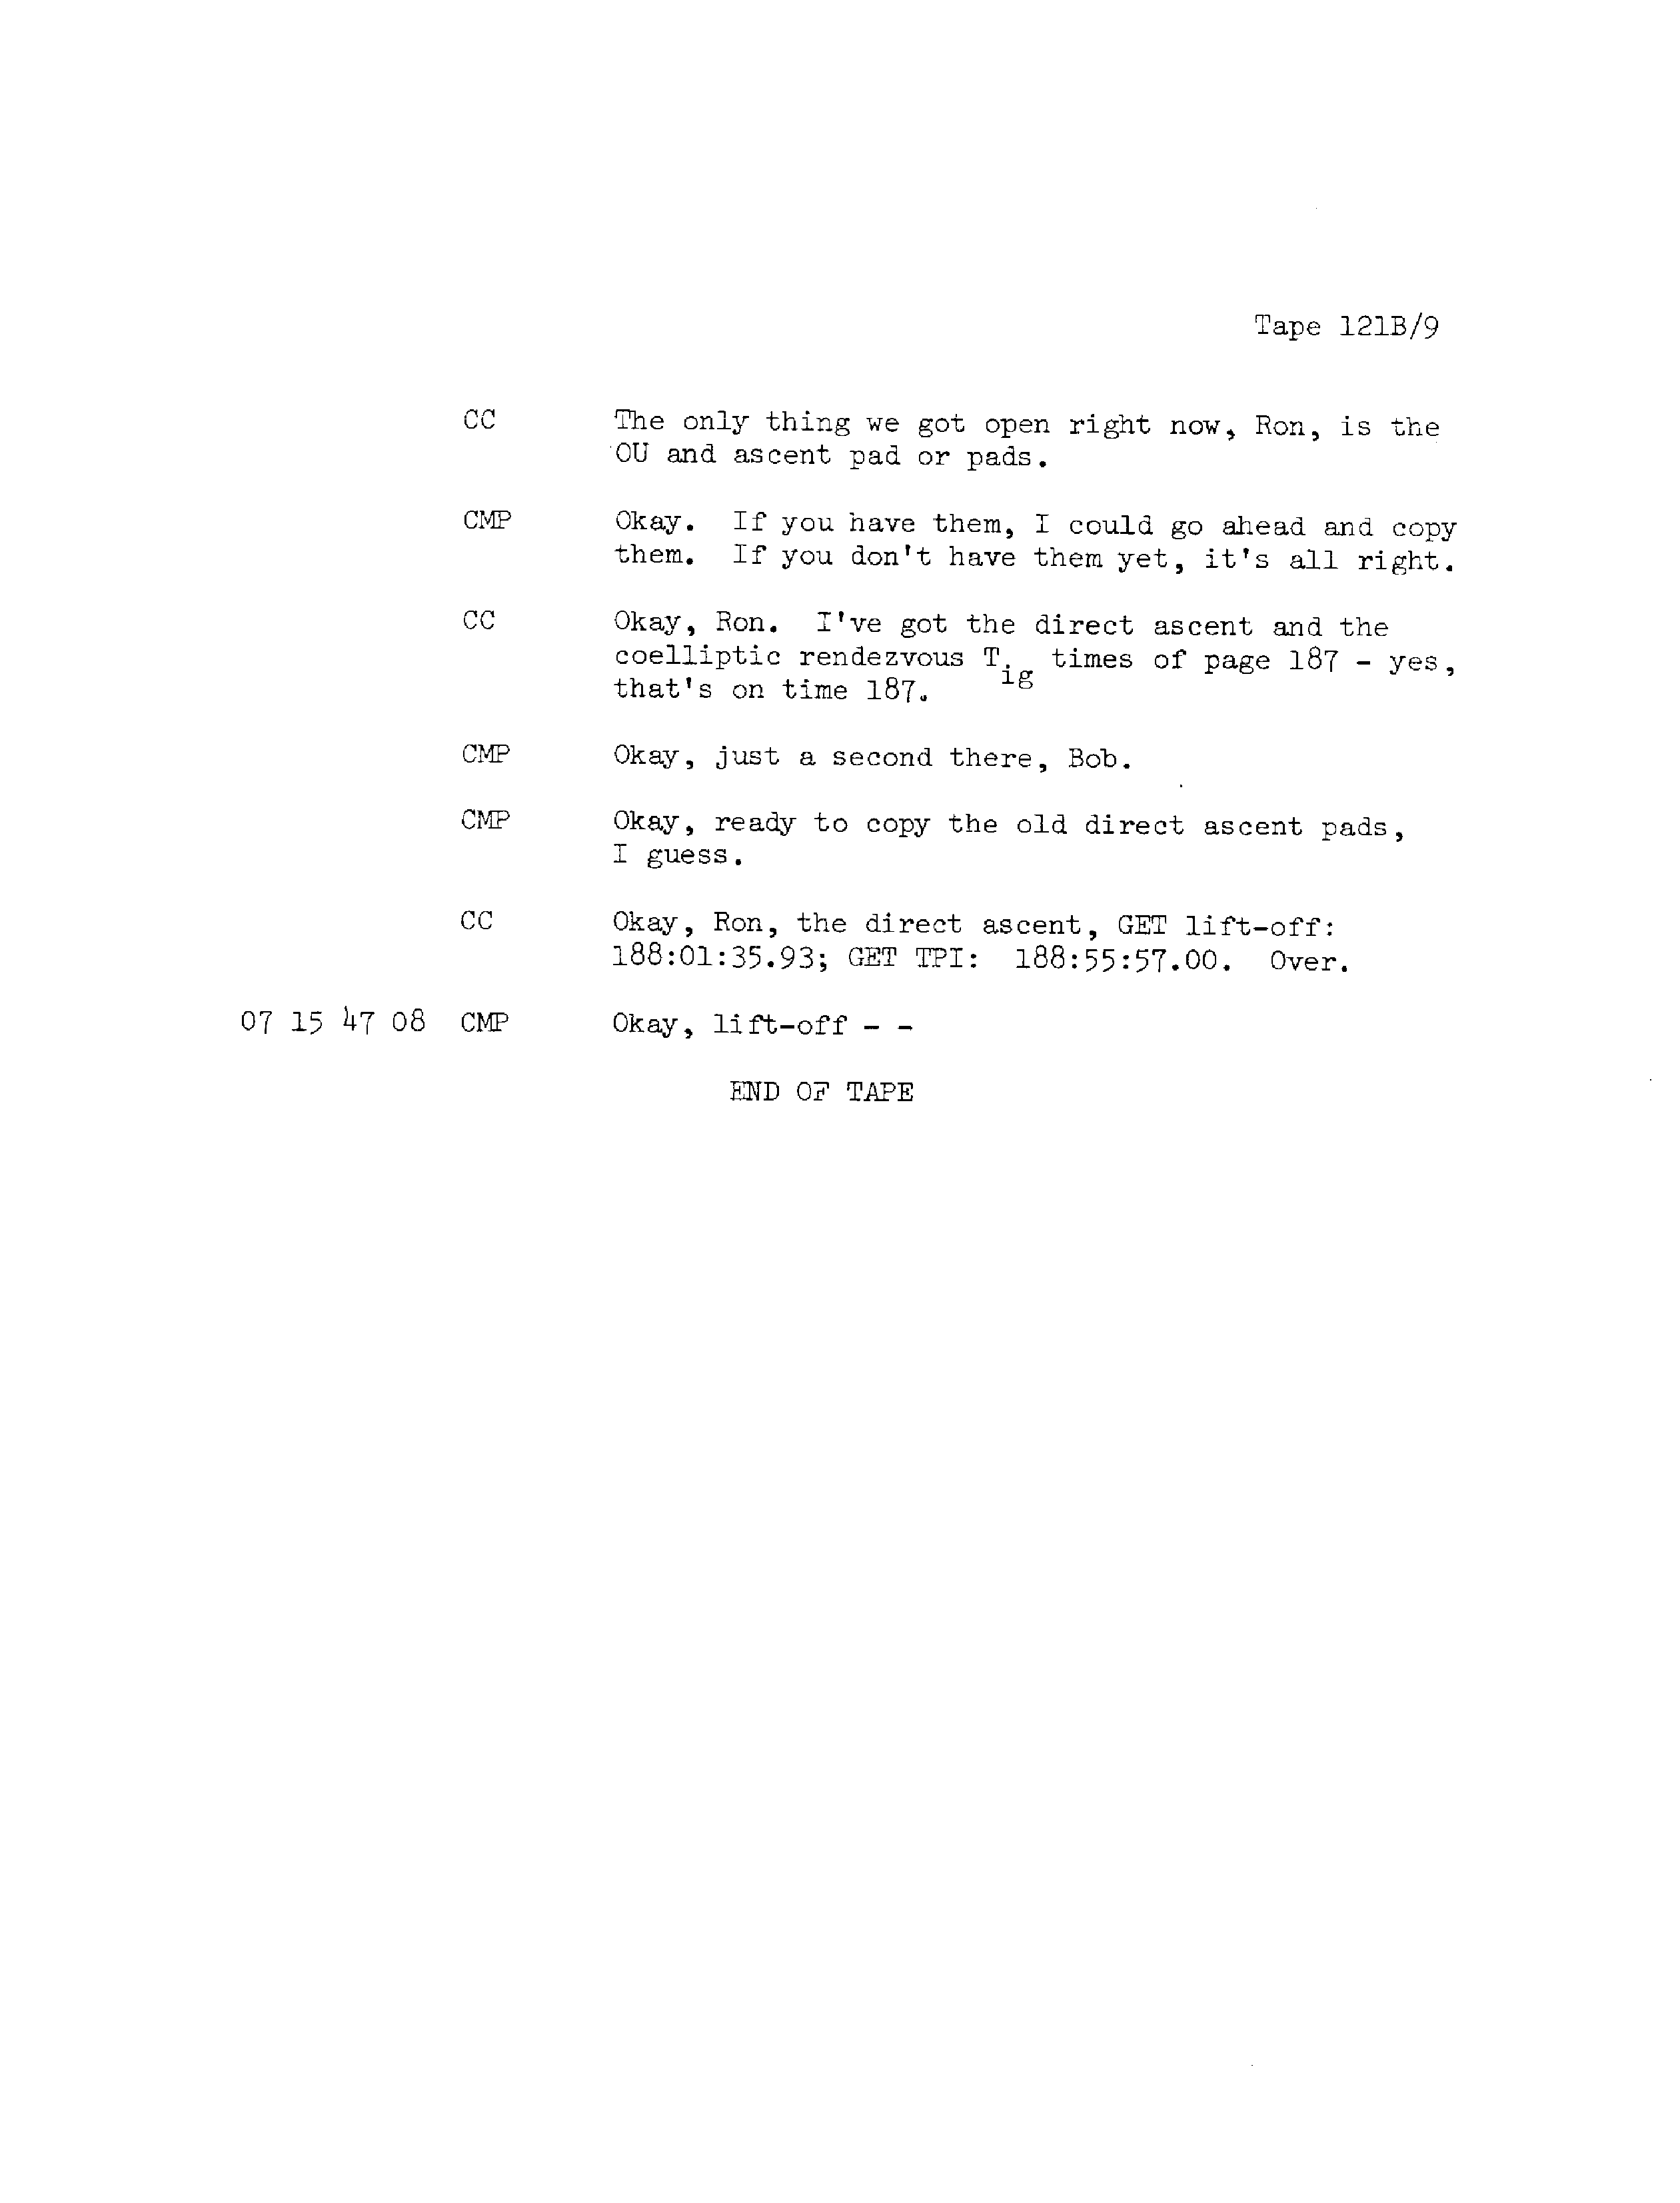 Tape 121B/9
CC The only thing we got open right now, Ron, is the
OU and ascent pad or pads.
CMP Okay. If you have them, I could go ahead and copy
them. If you don't have them yet, it's all right.
CC Okay, Ron. I've got the direct ascent and the
coelliptic rendezvous Tig times of page 187 - yes,
that's on time 187.
CMP Okay, just a second there, Bob.
CMP Okay, ready to copy the old direct ascent pads,
I guess.
CC Okay, Ron, the direct ascent, GET lift-off:
188:01:35.93; GET TPI: 188:55:57.00. Over.
07 15 47 08 CMP Okay, lift-off - -
END OF TAPE